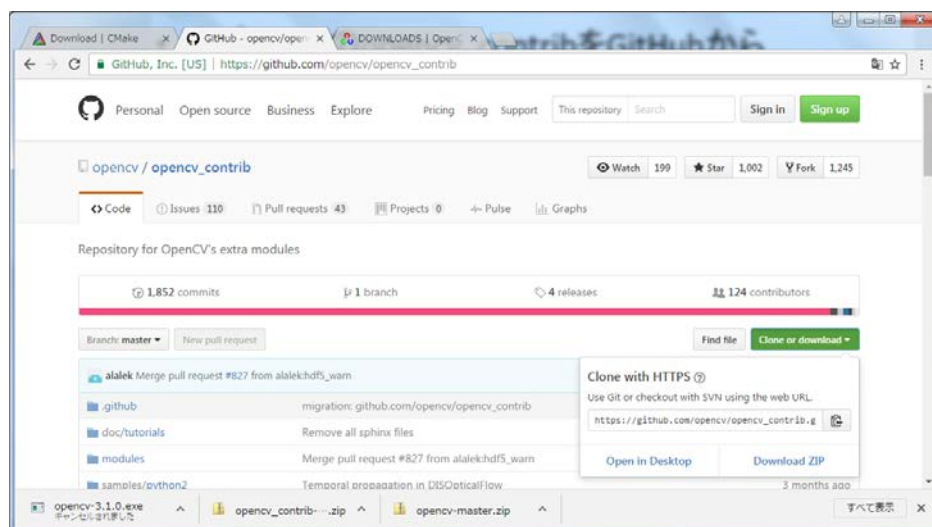 Download | CMake
GitHub - opencv/open
DOWNLOADS | OpenC
GitHub, Inc. [US] | https://github.com/opencv/opencv_contrib
Personal Open source Business Explore Pricing Blog Support This repository Search Sign in Sign up
opencv / opencv_contrib
Watch 199 Star 1,002 Fork 1,245
Code Issues 110 Pull requests 43 Projects 0 Pulse Graphs
Repository for OpenCV's extra modules
1,852 commits 1 branch 4 releases 124 contributors
Branch: master New pull request Find file Clone or download
alalek Merge pull request #827 from alalek:hdf5_warn
.github migration: github.com/opencv/opencv_contrib
doc/tutorials Remove all sphinx files
modules Merge pull request #827 from alalek:hdf5_warn
samples/python2 Temporal propagation in DISOpticalFlow 3 months ago
Clone with HTTPS
Use Git or checkout with SVN using the web URL.
https://github.com/opencv/opencv_contrib.g
Open in Desktop Download ZIP
opencv-3.1.0.exe
キャンセルされました
opencv_contrib-....zip
opencv-master.zip
すべて表示